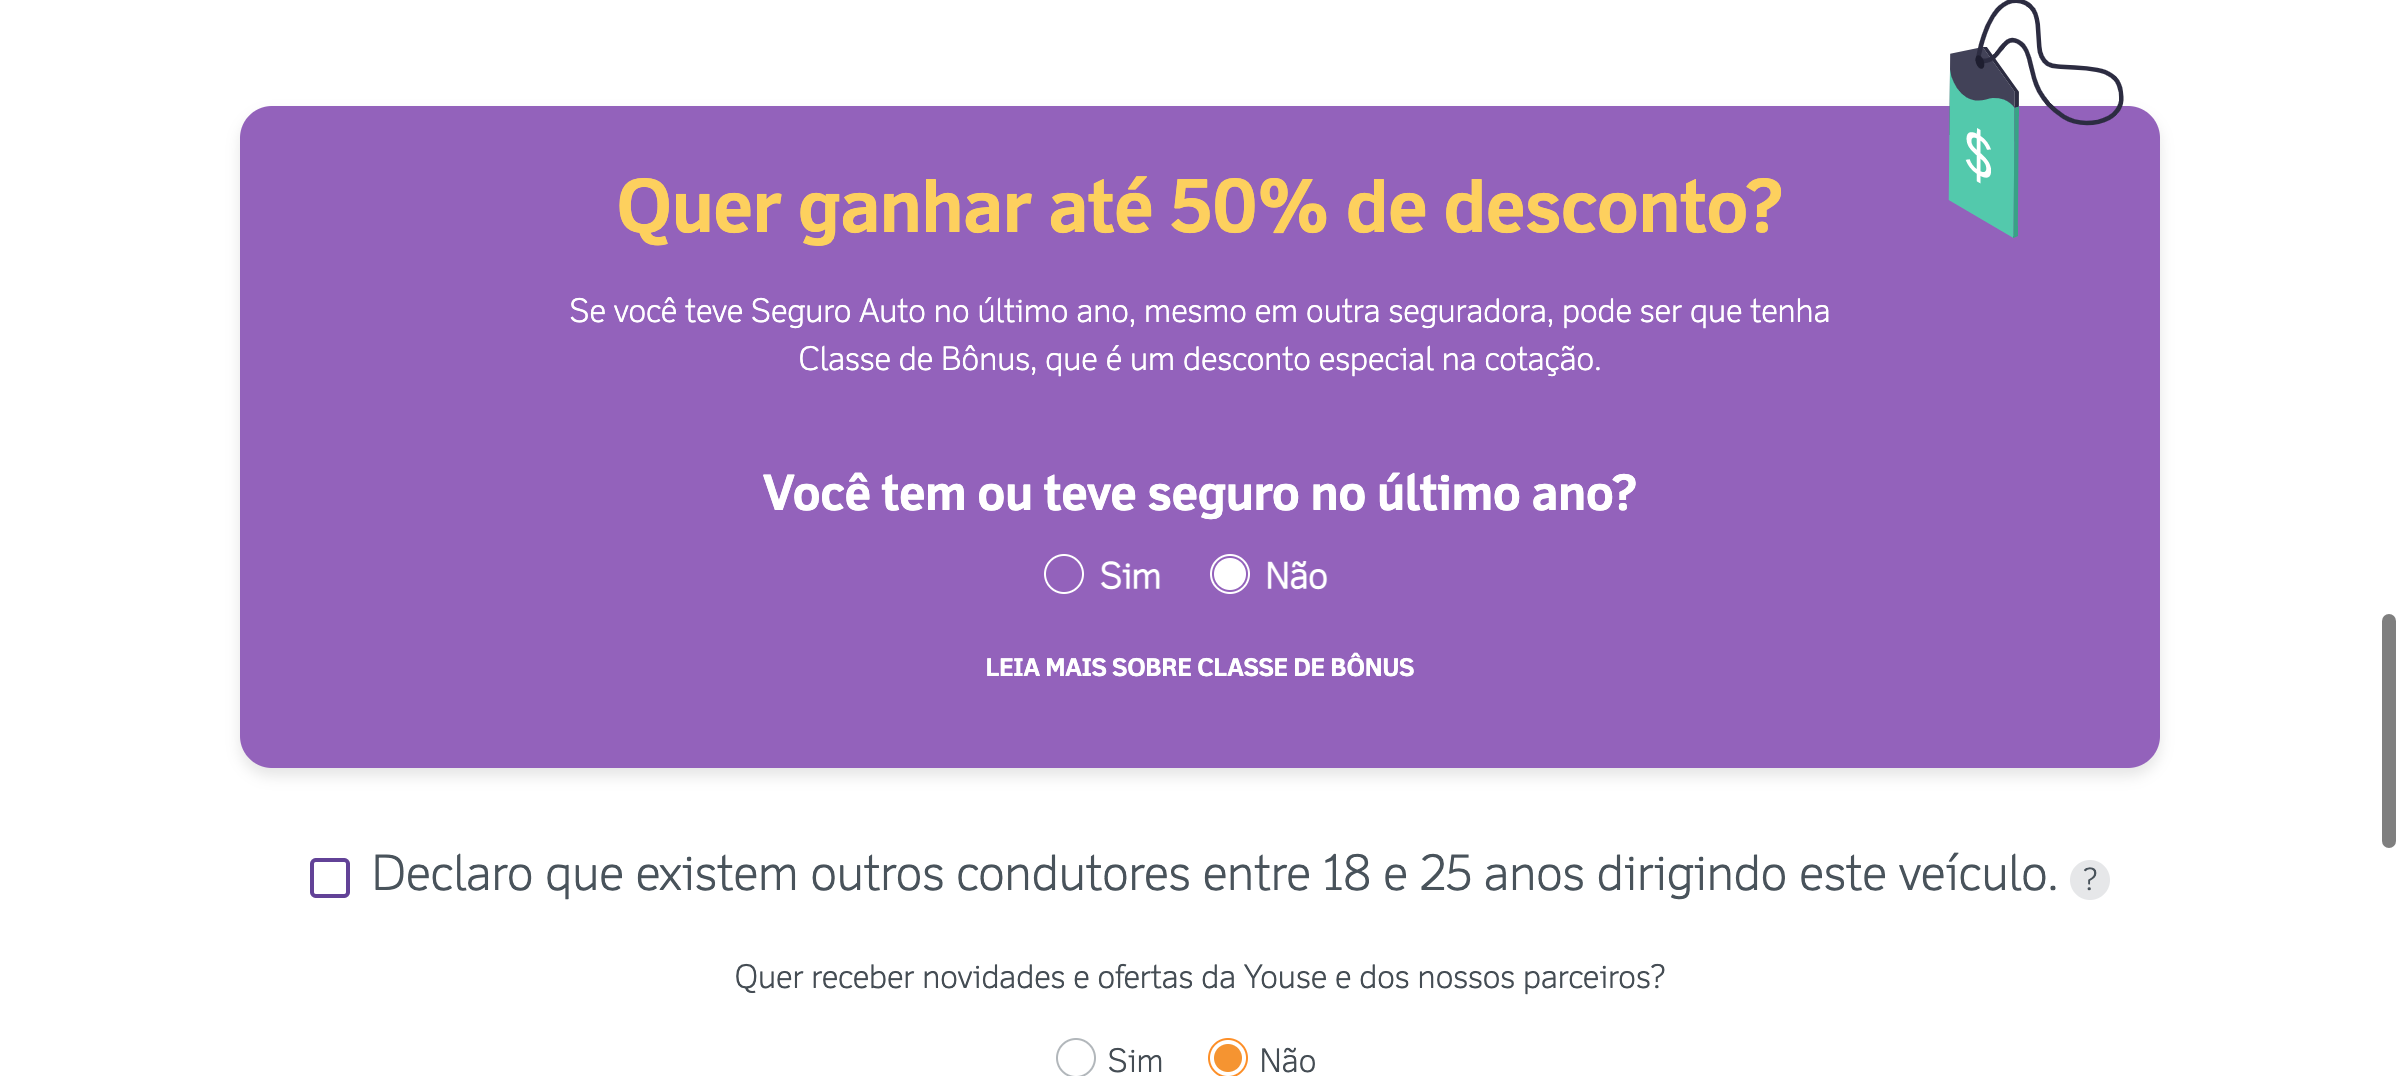 $
Quer ganhar até 50% de desconto?
Se você teve Seguro Auto no último ano, mesmo em outra seguradora, pode ser que tenha
Classe de Bônus, que é um desconto especial na cotação.
Você tem ou teve seguro no último ano?
Sim Não
LEIA MAIS SOBRE CLASSE DE BÔNUS
Declaro que existem outros condutores entre 18 e 25 anos dirigindo este veículo. ?
Quer receber novidades e ofertas da Youse e dos nossos parceiros?
Sim Não